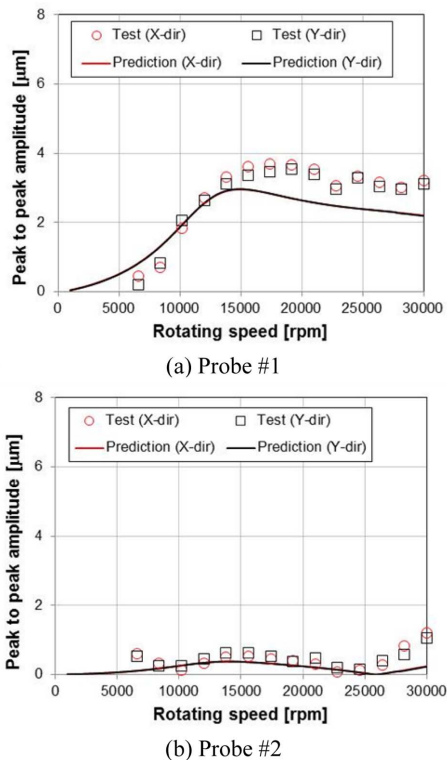 8
Test (X-dir) Test (Y-dir)
Prediction (X-dir) Prediction (Y-dir)
6
4
2
0
Peak to peak amplitude [μm]
0 5000 10000 15000 20000 25000 30000
Rotating speed [rpm]
(a) Probe #1
8
Test (X-dir) Test (Y-dir)
Prediction (X-dir) Prediction (Y-dir)
6
4
2
0
Peak to peak amplitude [μm]
0 5000 10000 15000 20000 25000 30000
Rotating speed [rpm]
(b) Probe #2